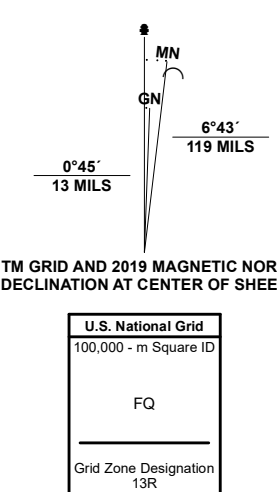 MN
GN
6°43´
119 MILS
0°45´
13 MILS
TM GRID AND 2019 MAGNETIC NOR
DECLINATION AT CENTER OF SHEE
U.S. National Grid
100,000 - m Square ID
FQ
Grid Zone Designation
13R